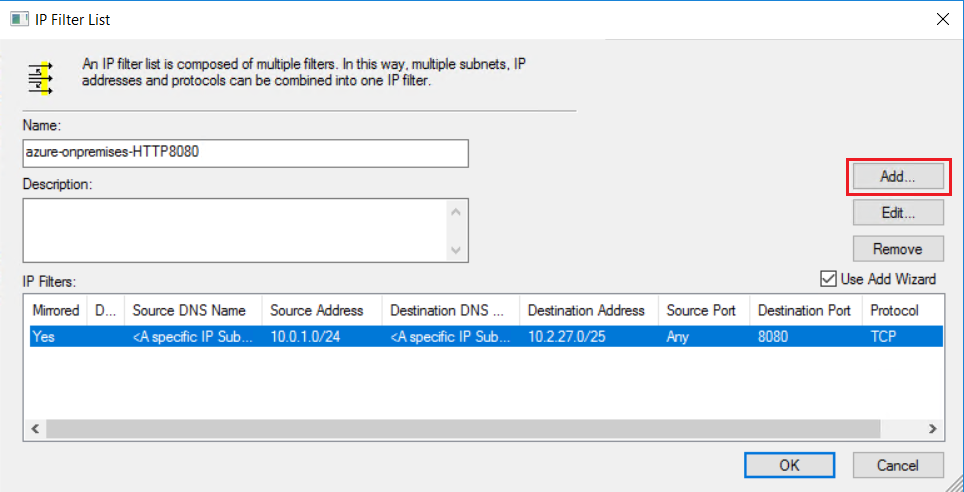 IP Filter List
An IP filter list is composed of multiple filters. In this way, multiple subnets, IP
addresses and protocols can be combined into one IP filter.
Name:
azure-onpremises-HTTP8080
Add...
Description:
Edit...
Remove
IP Filters:
Use Add Wizard
Mirrored D... Source DNS Name Source Address Destination DNS ... Destination Address Source Port Destination Port Protocol
Yes <A specific IP Sub... 10.0.1.0/24 <A specific IP Sub... 10.2.27.0/25 Any 8080 TCP
OK Cancel